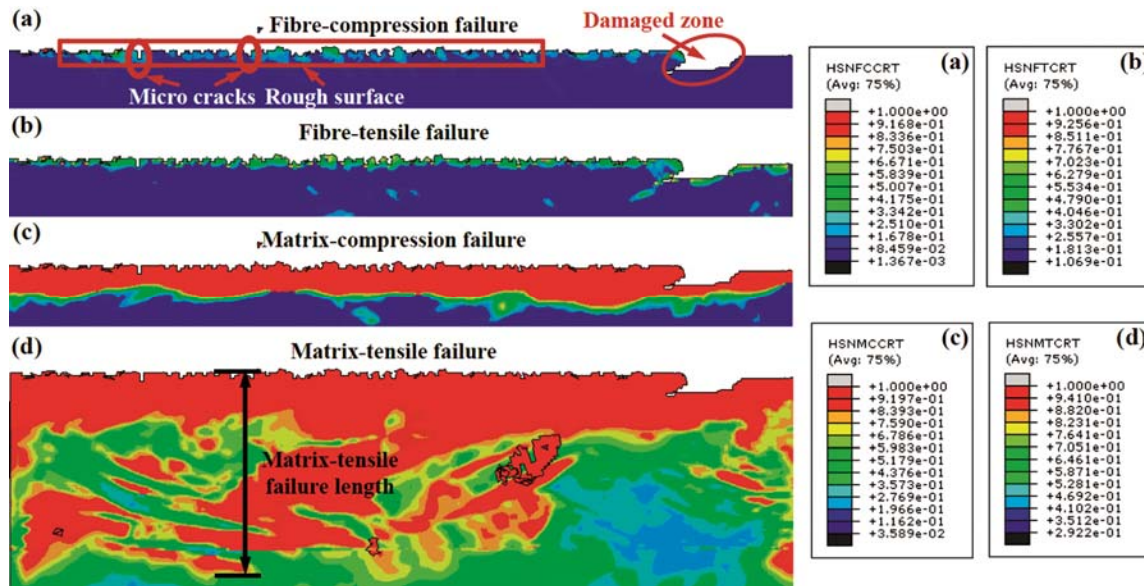 (a)
Fibre-compression failure
Damaged zone
Micro cracks
Rough surface
(b)
Fibre-tensile failure
(c)
Matrix-compression failure
(d)
Matrix-tensile failure
Matrix-tensile
failure length
(a)
HSNFCCRT
(Avg: 75%)
+1.000e+00
+9.168e-01
+8.336e-01
+7.503e-01
+6.671e-01
+5.839e-01
+5.007e-01
+4.175e-01
+3.342e-01
+2.510e-01
+1.678e-01
+8.459e-02
+1.367e-03
(b)
HSNFTCRT
(Avg: 75%)
+1.000e+00
+9.256e-01
+8.511e-01
+7.767e-01
+7.023e-01
+6.279e-01
+5.534e-01
+4.790e-01
+4.046e-01
+3.302e-01
+2.557e-01
+1.813e-01
+1.069e-01
(c)
HSNMCCRT
(Avg: 75%)
+1.000e+00
+9.197e-01
+8.393e-01
+7.590e-01
+6.786e-01
+5.983e-01
+5.179e-01
+4.376e-01
+3.573e-01
+2.769e-01
+1.966e-01
+1.162e-01
+3.589e-02
(d)
HSNMTCRT
(Avg: 75%)
+1.000e+00
+9.410e-01
+8.820e-01
+8.231e-01
+7.641e-01
+7.051e-01
+6.461e-01
+5.871e-01
+5.281e-01
+4.692e-01
+4.102e-01
+3.512e-01
+2.922e-01